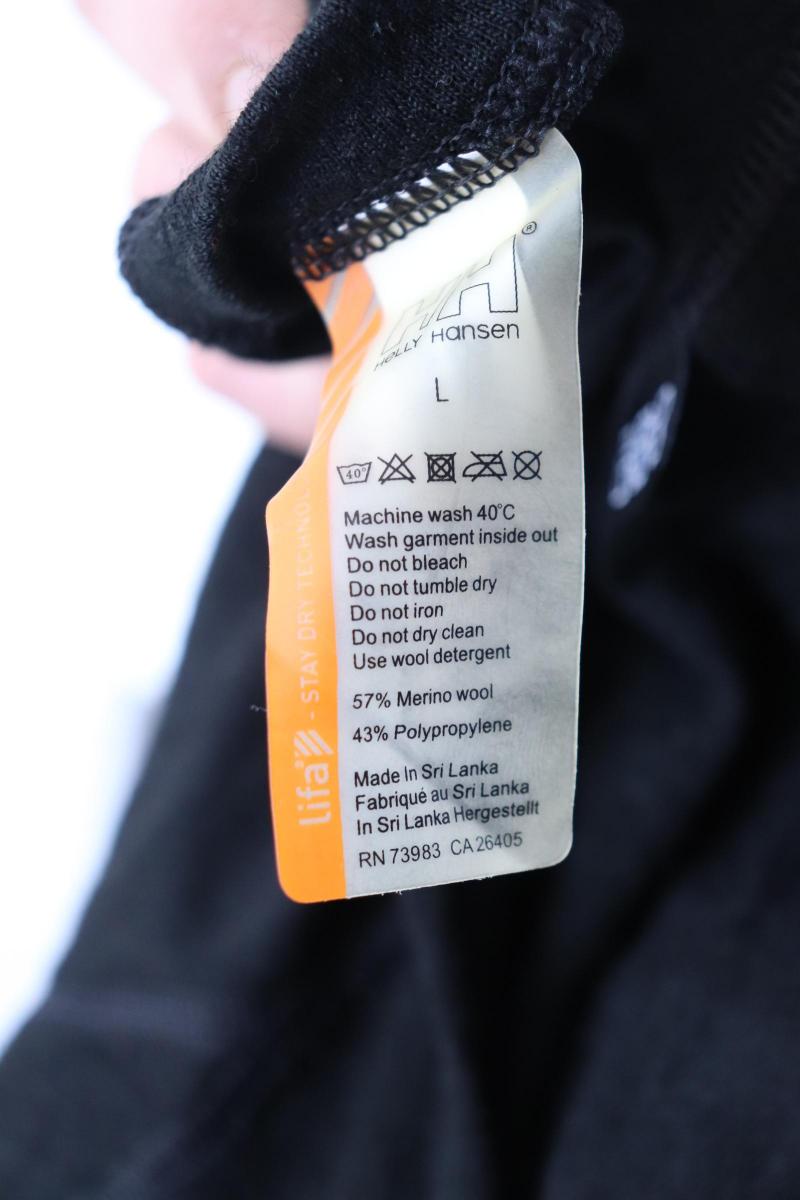 HH®
HELLY HANSEN
L
40°
Machine wash 40°C
Wash garment inside out
Do not bleach
Do not tumble dry
Do not iron
Do not dry clean
Use wool detergent
57% Merino wool
43% Polypropylene
Made In Sri Lanka
Fabriqué au Sri Lanka
In Sri Lanka Hergestellt
RN 73983 CA 26405
Lifa® - STAY DRY